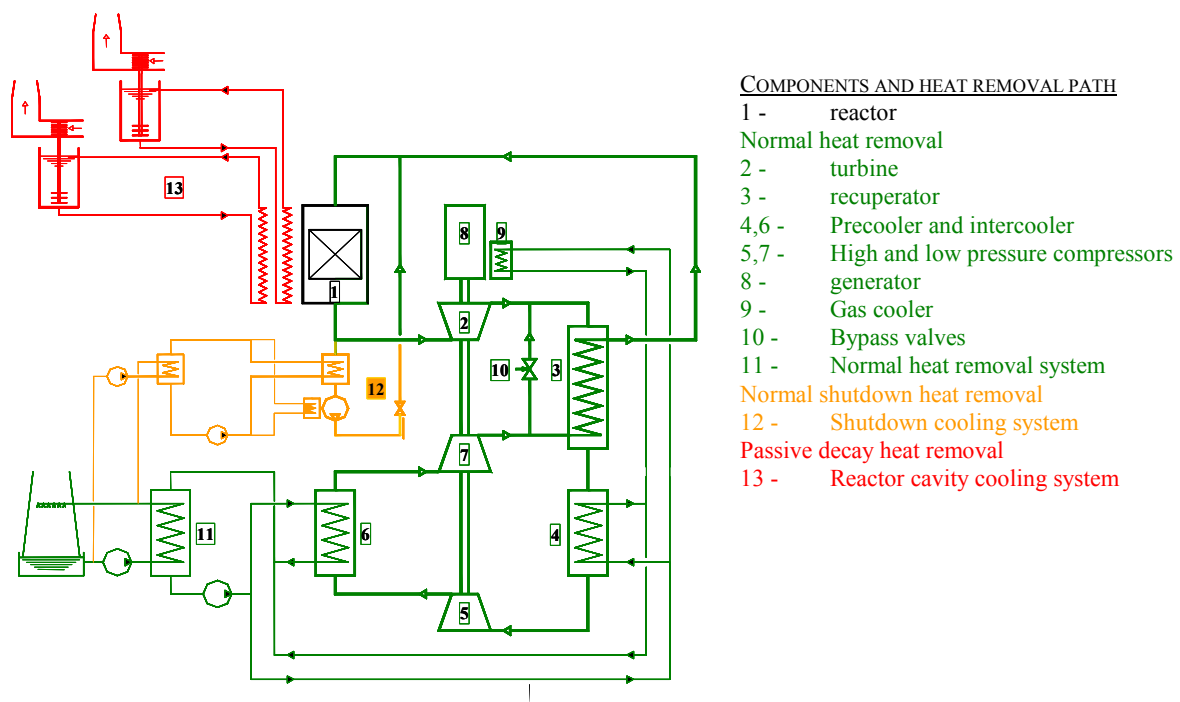 13
1
8
9
2
10
3
12
7
11
6
4
5
COMPONENTS AND HEAT REMOVAL PATH
1 - reactor
Normal heat removal
2 - turbine
3 - recuperator
4,6 - Precooler and intercooler
5,7 - High and low pressure compressors
8 - generator
9 - Gas cooler
10 - Bypass valves
11 - Normal heat removal system
Normal shutdown heat removal
12 - Shutdown cooling system
Passive decay heat removal
13 - Reactor cavity cooling system